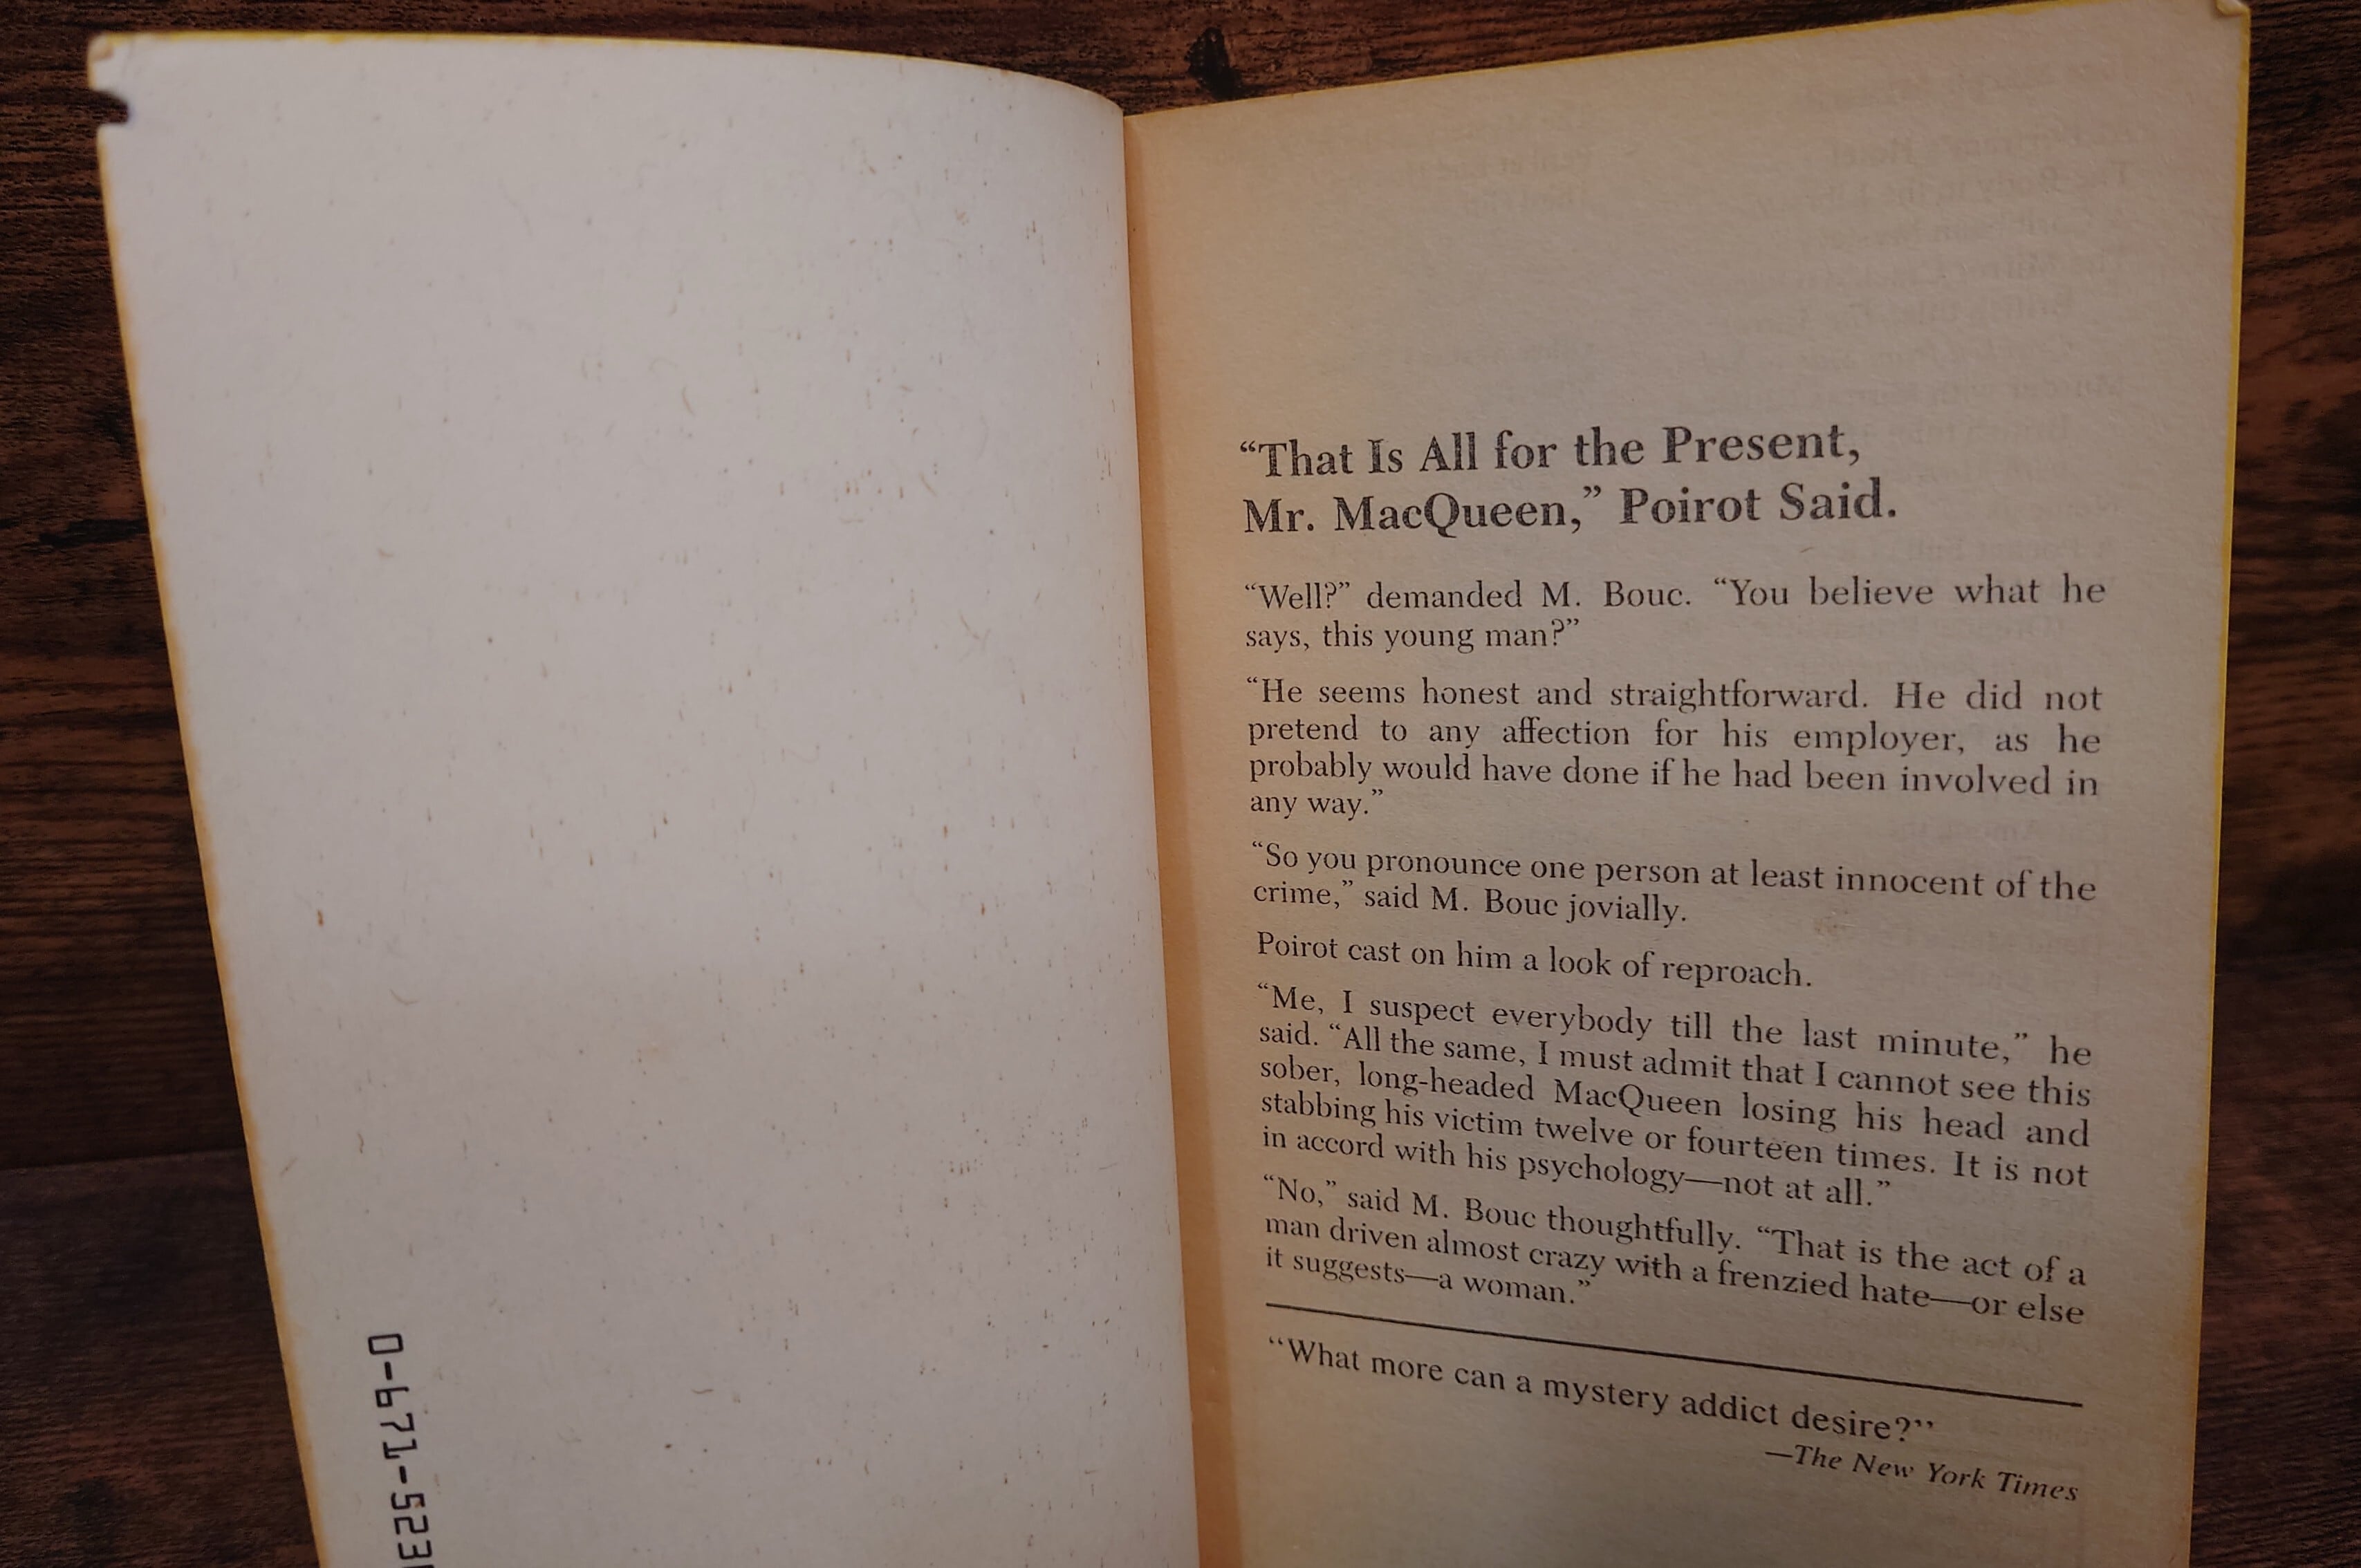 0-671-523
“That Is All for the Present,
Mr. MacQueen,” Poirot Said.
“Well?” demanded M. Bouc. “You believe what he
says, this young man?”
“He seems honest and straightforward. He did not
pretend to any affection for his employer, as he
probably would have done if he had been involved in
any way.”
“So you pronounce one person at least innocent of the
crime,” said M. Bouc jovially.
Poirot cast on him a look of reproach.
“Me, I suspect everybody till the last minute,” he
said. “All the same, I must admit that I cannot see this
sober, long-headed MacQueen losing his head and
stabbing his victim twelve or fourteen times. It is not
in accord with his psychology—not at all.”
“No,” said M. Bouc thoughtfully. “That is the act of a
man driven almost crazy with a frenzied hate—or else
it suggests—a woman.”
“What more can a mystery addict desire?”
—The New York Times